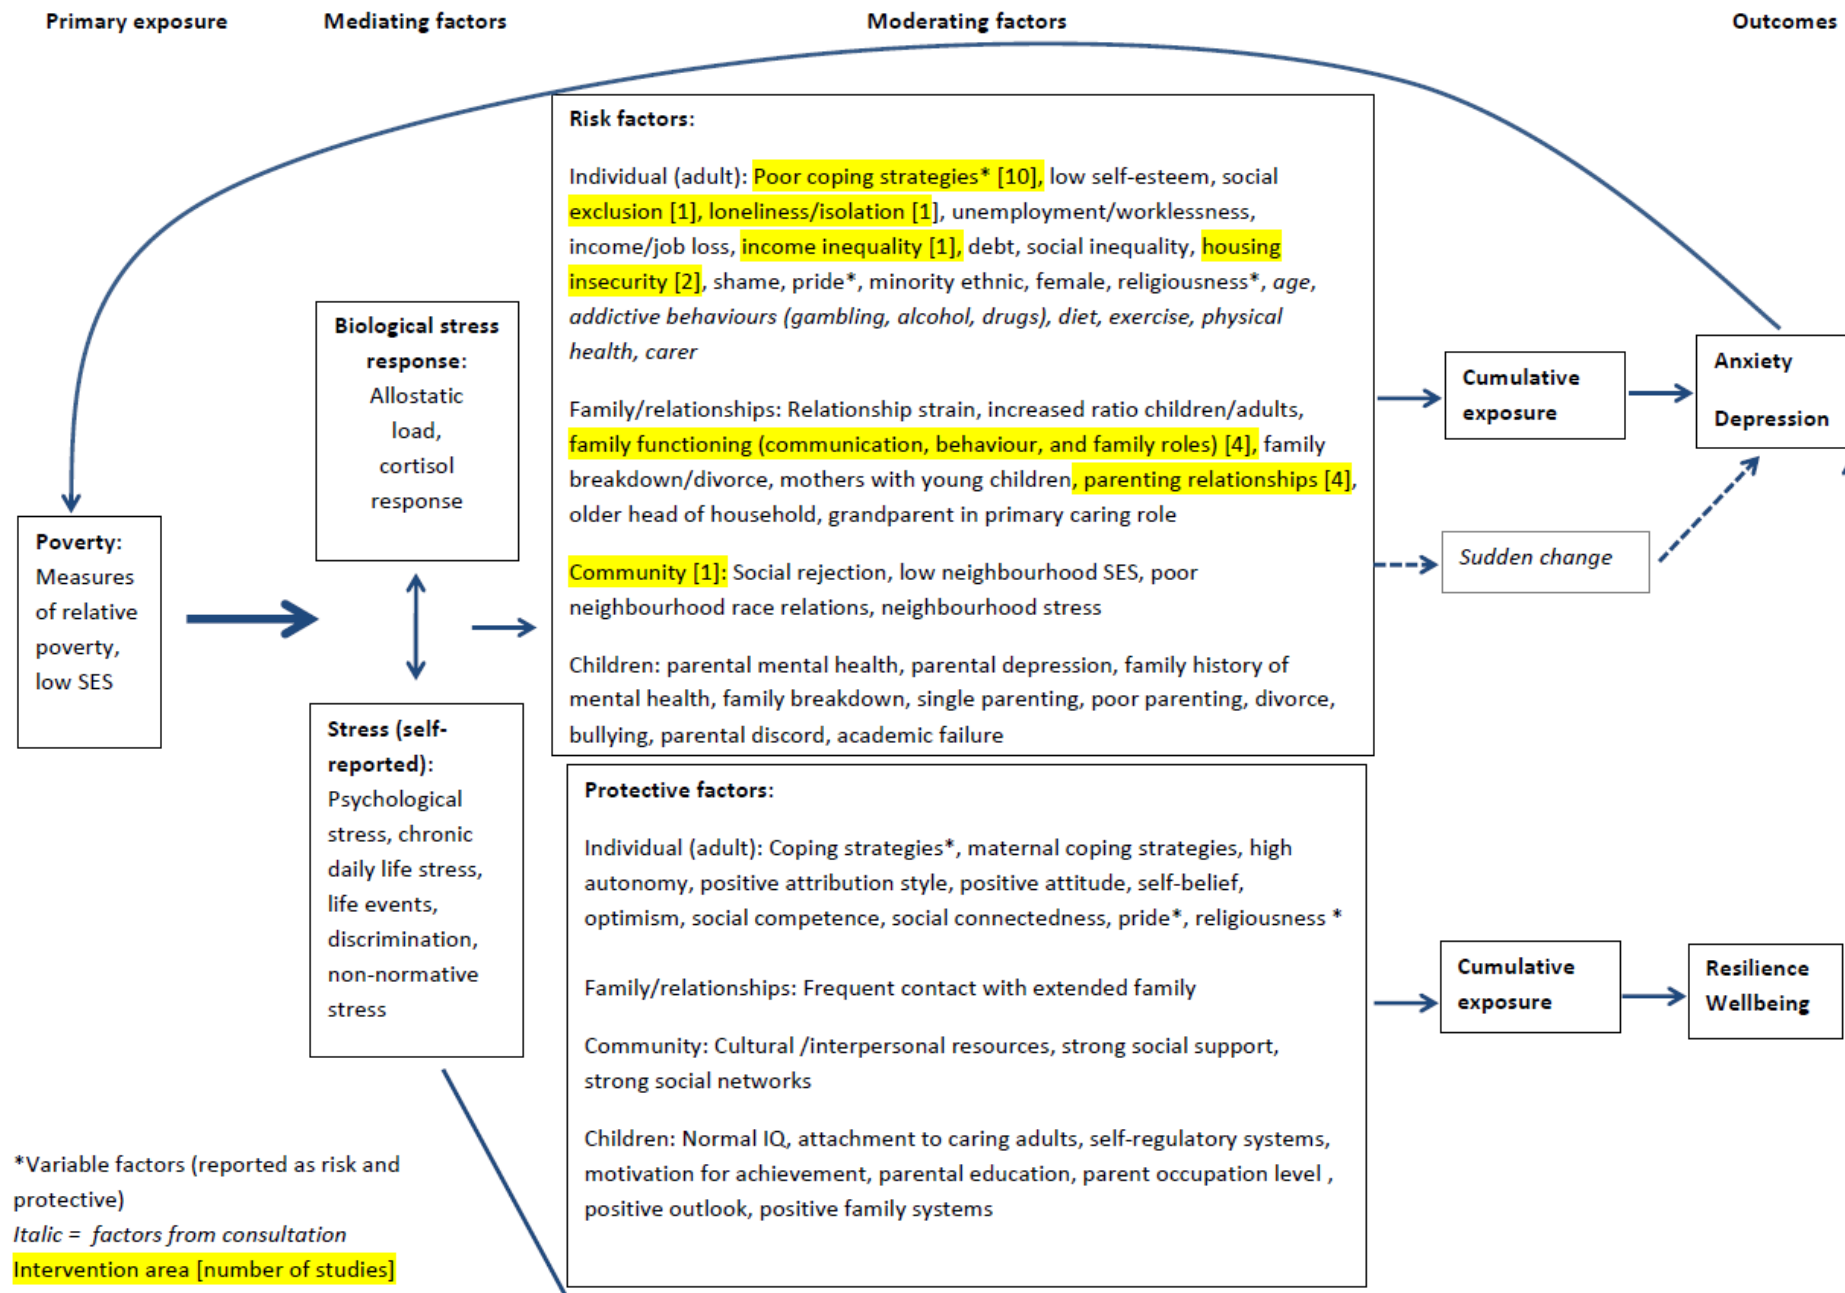 Primary exposure
Mediating factors
Moderating factors
Outcomes
Poverty:
Measures
of relative
poverty,
low SES
Biological stress
response:
Allostatic
load,
cortisol
response
Stress (self-
reported):
Psychological
stress, chronic
daily life stress,
life events,
discrimination,
non-normative
stress
Risk factors:
Individual (adult): Poor coping strategies* [10], low self-esteem, social
exclusion [1], loneliness/isolation [1], unemployment/worklessness,
income/job loss, income inequality [1], debt, social inequality, housing
insecurity [2], shame, pride*, minority ethnic, female, religiousness*, age,
addictive behaviours (gambling, alcohol, drugs), diet, exercise, physical
health, carer
Family/relationships: Relationship strain, increased ratio children/adults,
family functioning (communication, behaviour, and family roles) [4], family
breakdown/divorce, mothers with young children, parenting relationships [4],
older head of household, grandparent in primary caring role
Community [1]: Social rejection, low neighbourhood SES, poor
neighbourhood race relations, neighbourhood stress
Children: parental mental health, parental depression, family history of
mental health, family breakdown, single parenting, poor parenting, divorce,
bullying, parental discord, academic failure
Protective factors:
Individual (adult): Coping strategies*, maternal coping strategies, high
autonomy, positive attribution style, positive attitude, self-belief,
optimism, social competence, social connectedness, pride*, religiousness *
Family/relationships: Frequent contact with extended family
Community: Cultural /interpersonal resources, strong social support,
strong social networks
Children: Normal IQ, attachment to caring adults, self-regulatory systems,
motivation for achievement, parental education, parent occupation level ,
positive outlook, positive family systems
Cumulative
exposure
Anxiety
Depression
Sudden change
Cumulative
exposure
Resilience
Wellbeing
*Variable factors (reported as risk and
protective)
Italic = factors from consultation
Intervention area [number of studies]